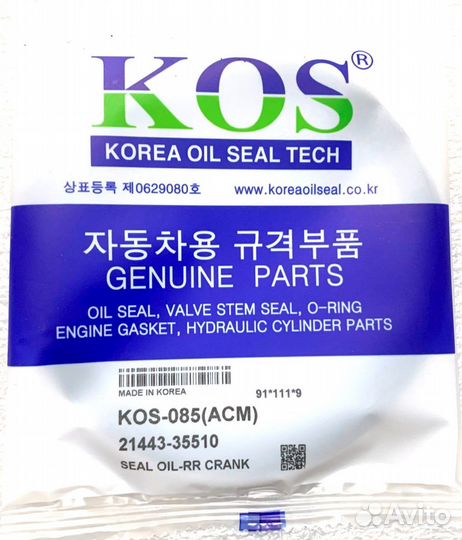 KOS®
KOREA OIL SEAL TECH
상표등록 제0629080호 www.koreaoilseal.co.kr
자동차용 규격부품
GENUINE PARTS
OIL SEAL, VALVE STEM SEAL, O-RING
ENGINE GASKET, HYDRAULIC CYLINDER PARTS
MADE IN KOREA 91*111*9
KOS-085(ACM)
21443-35510
SEAL OIL-RR CRANK
Avito